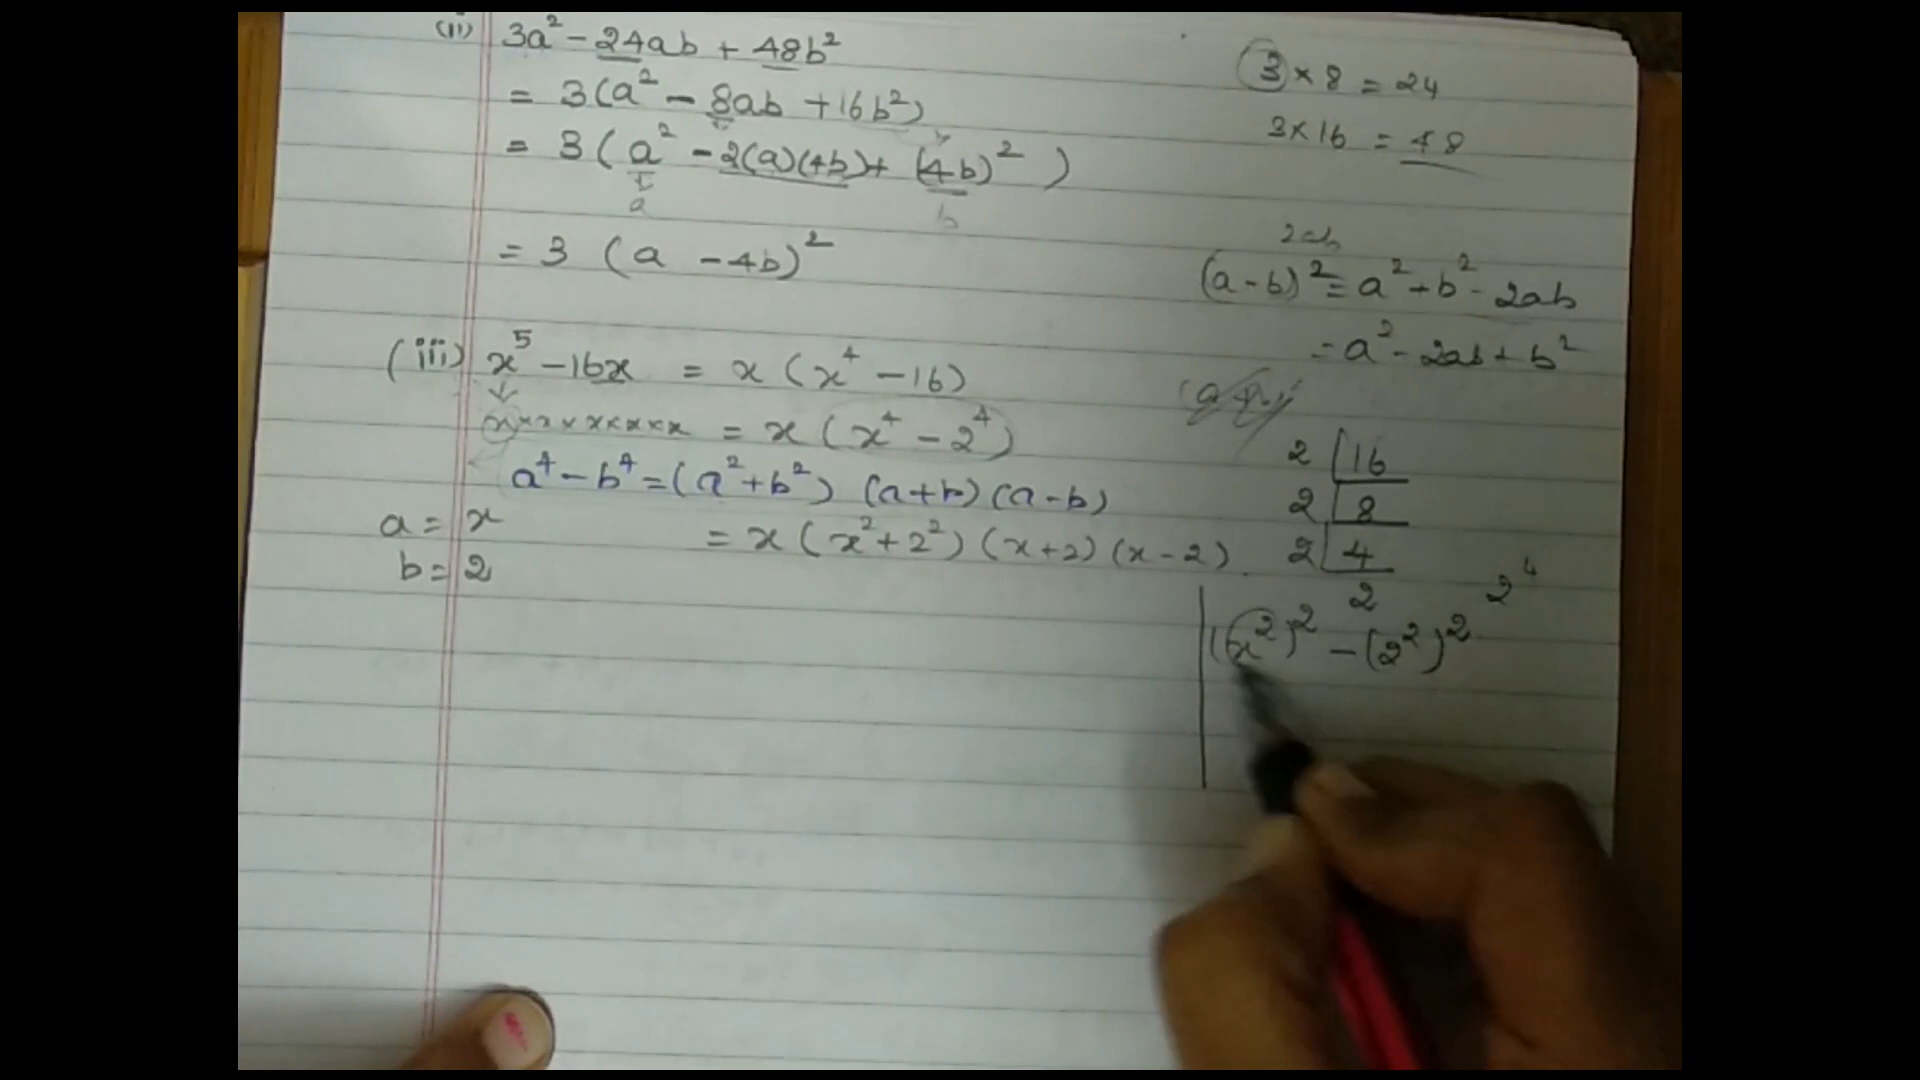 (ii) 3a² - 24ab + 48b²
= 3(a² - 8ab + 16b²)
= 3(a² - 2(a)(4b) + (4b)²)
a b
= 3 (a - 4b)²
(iii) x⁵ - 16x = x(x⁴ - 16)
= x(x⁴ - 2⁴)
a⁴ - b⁴ = (a² + b²) (a+b)(a-b)
a = x
= x(x² + 2²)(x+2)(x-2)
b = 2
3 × 8 = 24
3 × 16 = 48
2ab
(a-b)² = a² + b² - 2ab
= a² - 2ab + b²
2 | 16
2 | 8
2 | 4
2 2⁴
(x²)² - (2²)²